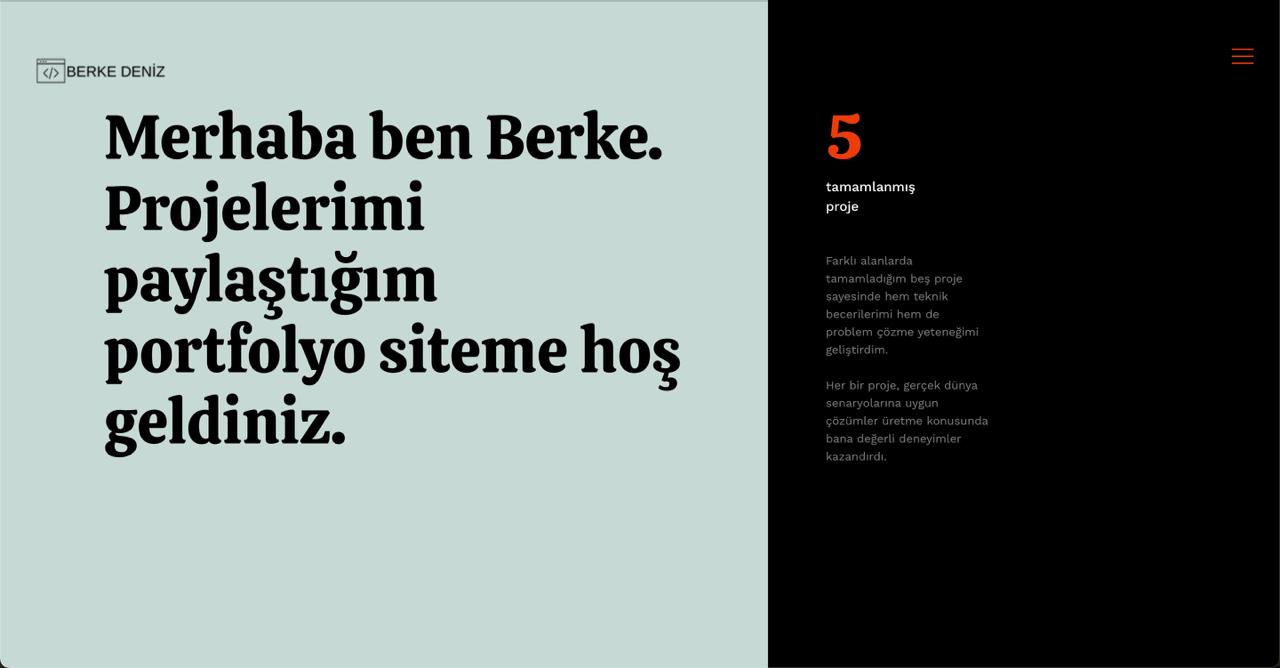 BERKE DENİZ
Merhaba ben Berke.
Projelerimi
paylaştığım
portfolyo siteme hoş
geldiniz.
5
tamamlanmış
proje
Farklı alanlarda
tamamladığım beş proje
sayesinde hem teknik
becerilerimi hem de
problem çözme yeteneğimi
geliştirdim.
Her bir proje, gerçek dünya
senaryolarına uygun
çözümler üretme konusunda
bana değerli deneyimler
kazandırdı.